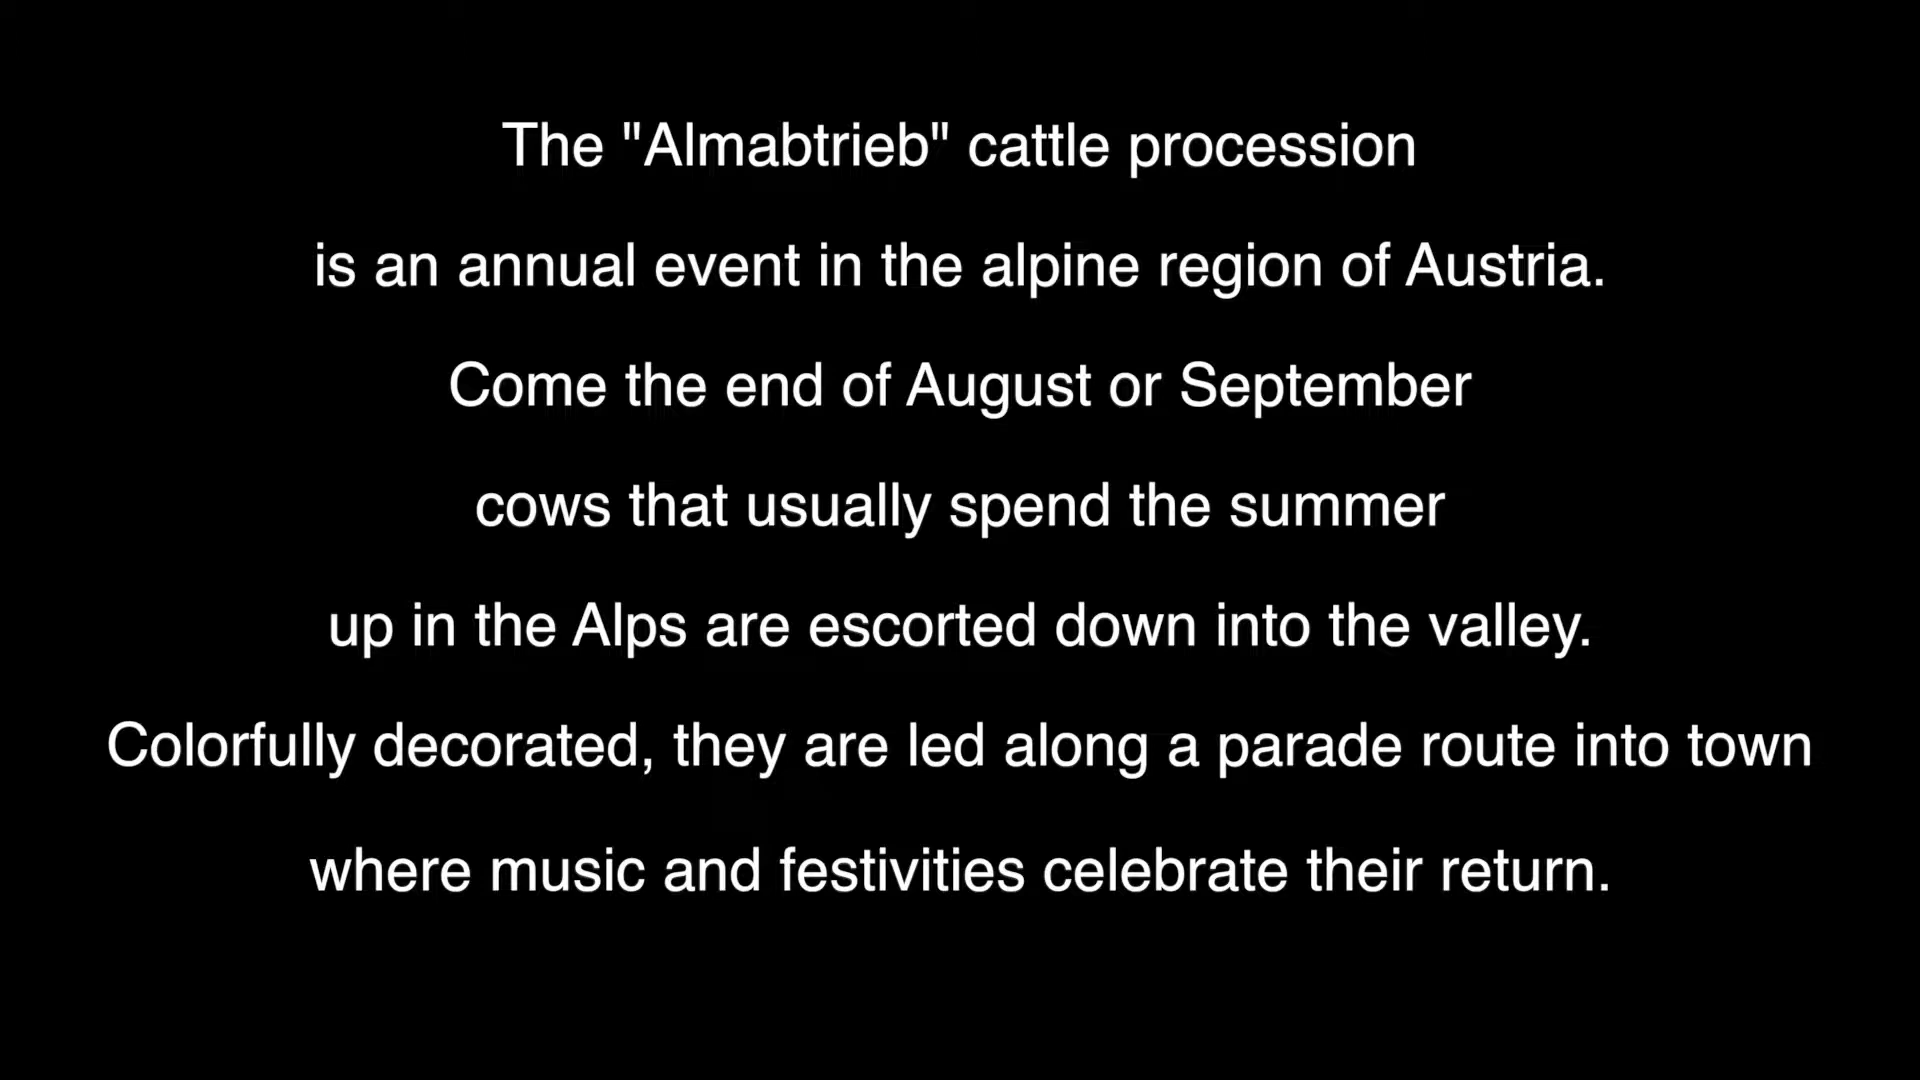 The "Almabtrieb" cattle procession
is an annual event in the alpine region of Austria.
Come the end of August or September
cows that usually spend the summer
up in the Alps are escorted down into the valley.
Colorfully decorated, they are led along a parade route into town
where music and festivities celebrate their return.